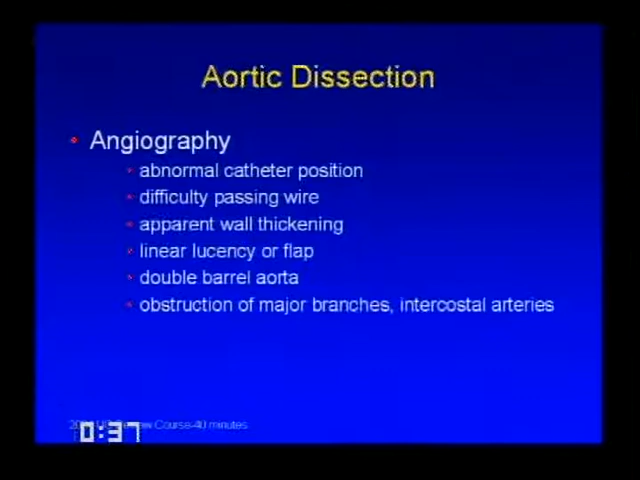 Aortic Dissection
Angiography
abnormal catheter position
difficulty passing wire
apparent wall thickening
linear lucency or flap
double barrel aorta
obstruction of major branches, intercostal arteries
Course-40 minutes
0:37